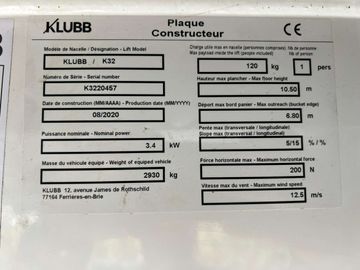 KLUBB
Plaque
Constructeur
CE
Modèle de Nacelle / Désignation - Lift Model
KLUBB / K32
Numéro de Série - Serial number
K3220457
Date de construction (MM/AAAA) - Production date (MM/YYYY)
08/2020
Puissance nominale - Nominal power
3.4 kW
Masse du véhicule équipé - Weight of equiped vehicle
2930 kg
KLUBB 12, avenue James de Rothschild
77164 Ferrières-en-Brie
Charge utile max en nacelle (personnes comprises)
Max payload inside the lift (people included)
Nb de personne
Nb of person
120 kg 1 pers
Hauteur max plancher - Max floor height
10.50 m
Déport max bord panier - Max outreach (bucket edge)
6.80 m
Pente max (transversale / longitudinale)
Slope max (transversal / longitudinal)
5/15 % / %
Force horizontale max - Maximum horizontal force
200 N
Vitesse max du vent - Maximum wind speed
12.5 m/s